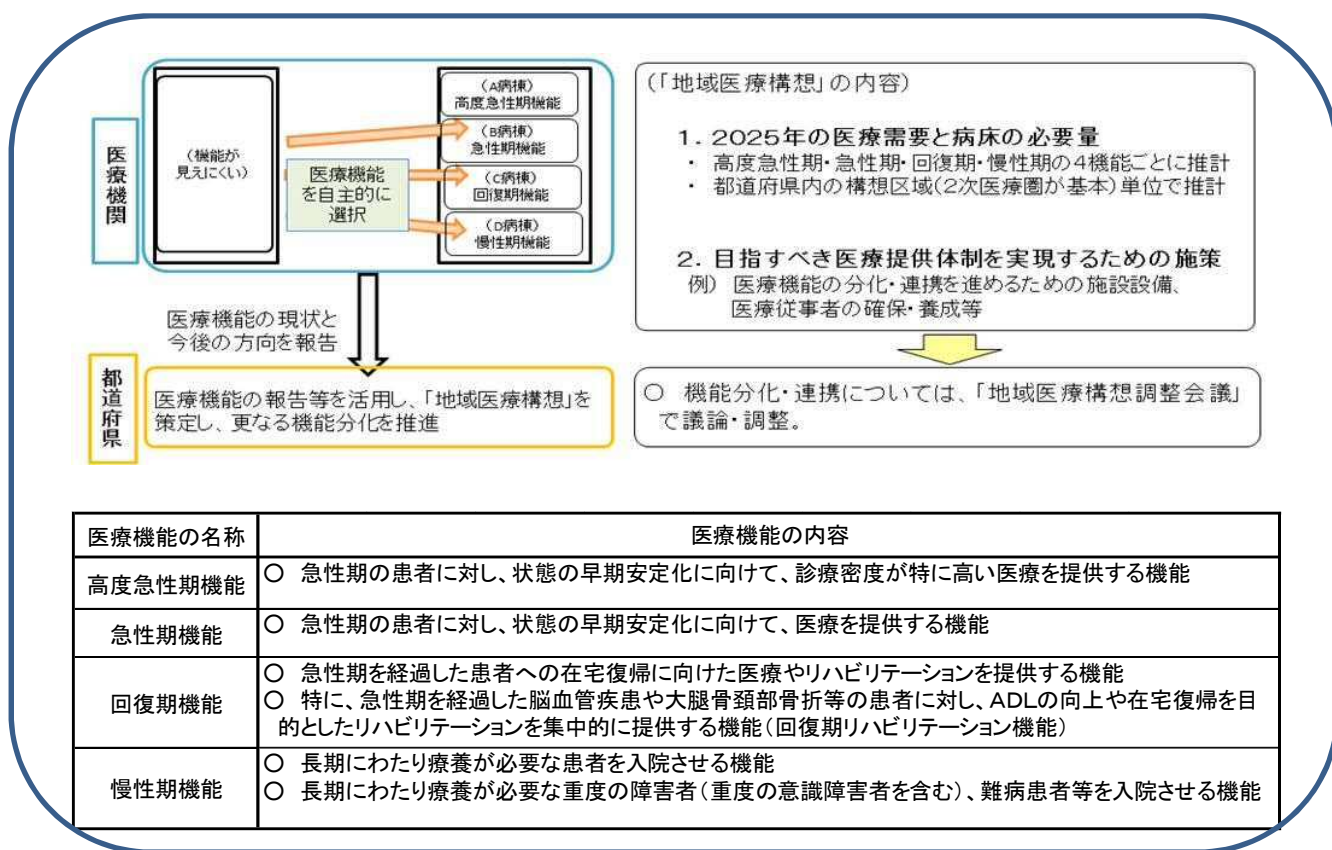 医療機関
(機能が
見えにくい)
医療機能
を自主的に
選択
(A病棟)
高度急性期機能
(B病棟)
急性期機能
(C病棟)
回復期機能
(D病棟)
慢性期機能
医療機能の現状と
今後の方向を報告
都道府県
医療機能の報告等を活用し、「地域医療構想」を
策定し、更なる機能分化を推進
(「地域医療構想」の内容)
1. 2025年の医療需要と病床の必要量
・ 高度急性期・急性期・回復期・慢性期の4機能ごとに推計
・ 都道府県内の構想区域(2次医療圏が基本)単位で推計
2. 目指すべき医療提供体制を実現するための施策
例) 医療機能の分化・連携を進めるための施設設備、
医療従事者の確保・養成等
○ 機能分化・連携については、「地域医療構想調整会議」
で議論・調整。
医療機能の名称 医療機能の内容
高度急性期機能 ○ 急性期の患者に対し、状態の早期安定化に向けて、診療密度が特に高い医療を提供する機能
急性期機能 ○ 急性期の患者に対し、状態の早期安定化に向けて、医療を提供する機能
回復期機能
○ 急性期を経過した患者への在宅復帰に向けた医療やリハビリテーションを提供する機能
○ 特に、急性期を経過した脳血管疾患や大腿骨頚部骨折等の患者に対し、ADLの向上や在宅復帰を目
的としたリハビリテーションを集中的に提供する機能(回復期リハビリテーション機能)
慢性期機能
○ 長期にわたり療養が必要な患者を入院させる機能
○ 長期にわたり療養が必要な重度の障害者(重度の意識障害者を含む)、難病患者等を入院させる機能